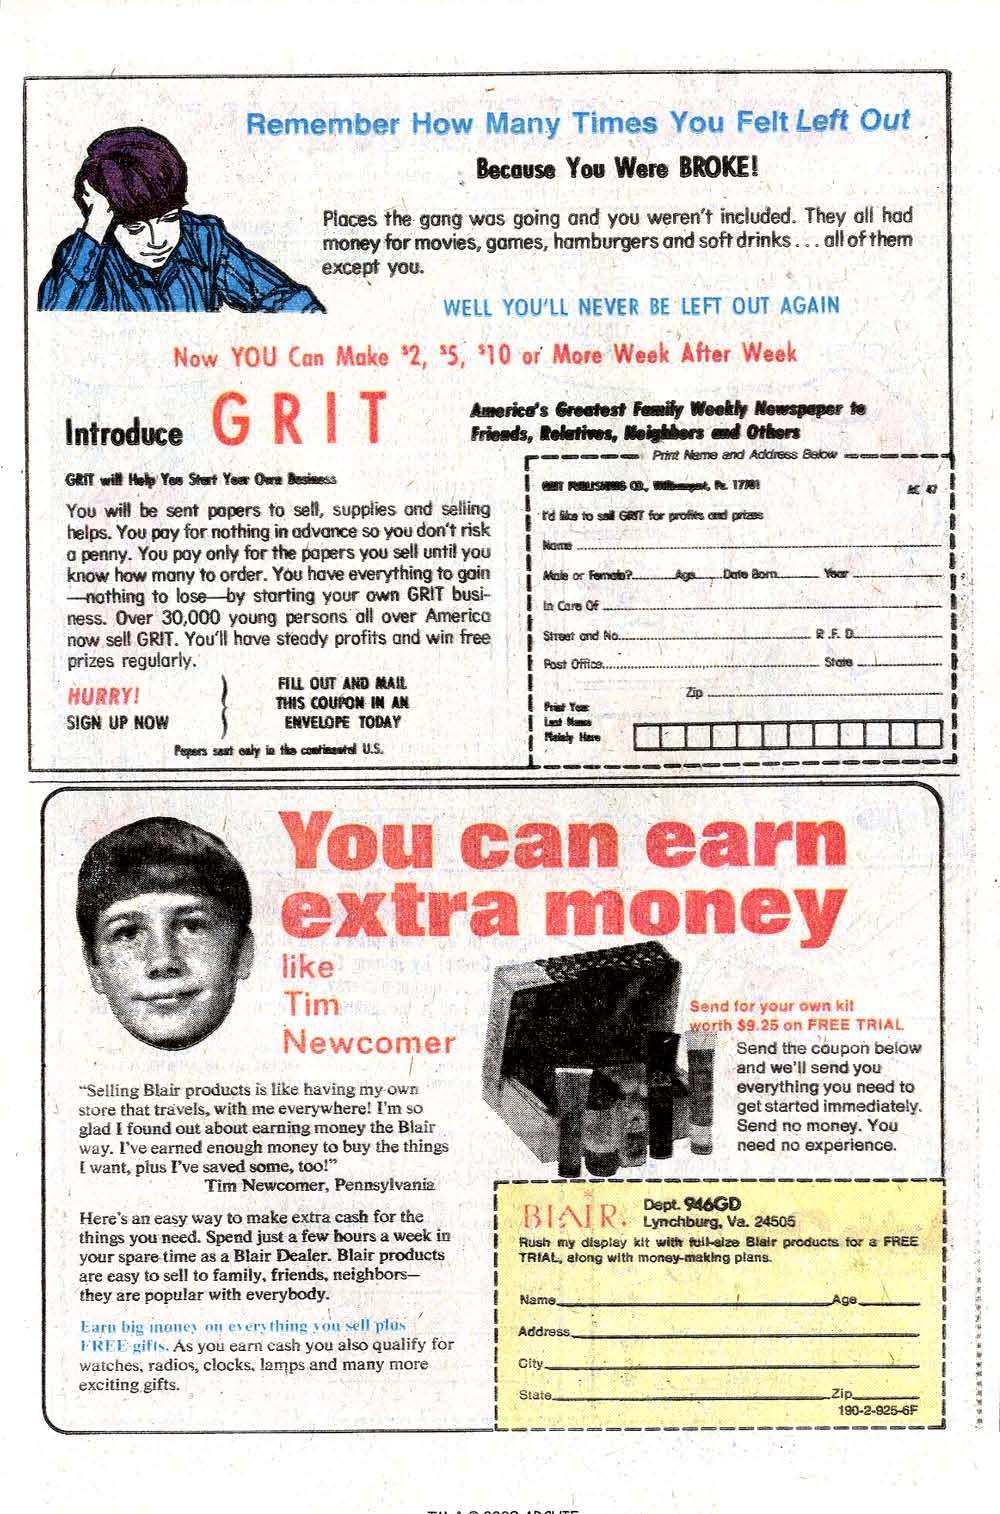 Remember How Many Times You Felt Left Out
Because You Were BROKE!
Places the gang was going and you weren't included. They all had
money for movies, games, hamburgers and soft drinks . . . all of them
except you.
WELL YOU'LL NEVER BE LEFT OUT AGAIN
Now YOU Can Make $2, $5, $10 or More Week After Week
Introduce GRIT
America's Greatest Family Weekly Newspaper to
Friends, Relatives, Neighbors and Others
GRIT will Help You Start Your Own Business
You will be sent papers to sell, supplies and selling
helps. You pay for nothing in advance so you don't risk
a penny. You pay only for the papers you sell until you
know how many to order. You have everything to gain
—nothing to lose—by starting your own GRIT busi-
ness. Over 30,000 young persons all over America
now sell GRIT. You'll have steady profits and win free
prizes regularly.
HURRY!
SIGN UP NOW
FILL OUT AND MAIL
THIS COUPON IN AN
ENVELOPE TODAY
Papers sent only in the continental U.S.
Print Name and Address Below
GRIT PUBLISHING CO., Williamsport, Pa. 17701
AC 47
I'd like to sell GRIT for profits and prizes
Name
Male or Female? Age Date Born Year
In Care Of
Street and No. R.F.D.
Post Office State
Zip
Print Your
Last Name
Plainly Here
You can earn
extra money
like
Tim
Newcomer
Send for your own kit
worth $9.25 on FREE TRIAL
Send the coupon below
and we'll send you
everything you need to
get started immediately.
Send no money. You
need no experience.
"Selling Blair products is like having my own
store that travels, with me everywhere! I'm so
glad I found out about earning money the Blair
way. I've earned enough money to buy the things
I want, plus I've saved some, too!"
Tim Newcomer, Pennsylvania
Here's an easy way to make extra cash for the
things you need. Spend just a few hours a week in
your spare time as a Blair Dealer. Blair products
are easy to sell to family, friends, neighbors—
they are popular with everybody.
Earn big money on everything you sell plus
FREE gifts. As you earn cash you also qualify for
watches, radios, clocks, lamps and many more
exciting gifts.
BLAIR.
Dept. 946GD
Lynchburg, Va. 24505
Rush my display kit with full-size Blair products for a FREE
TRIAL, along with money-making plans.
Name Age
Address
City
State Zip
190-2-925-6F